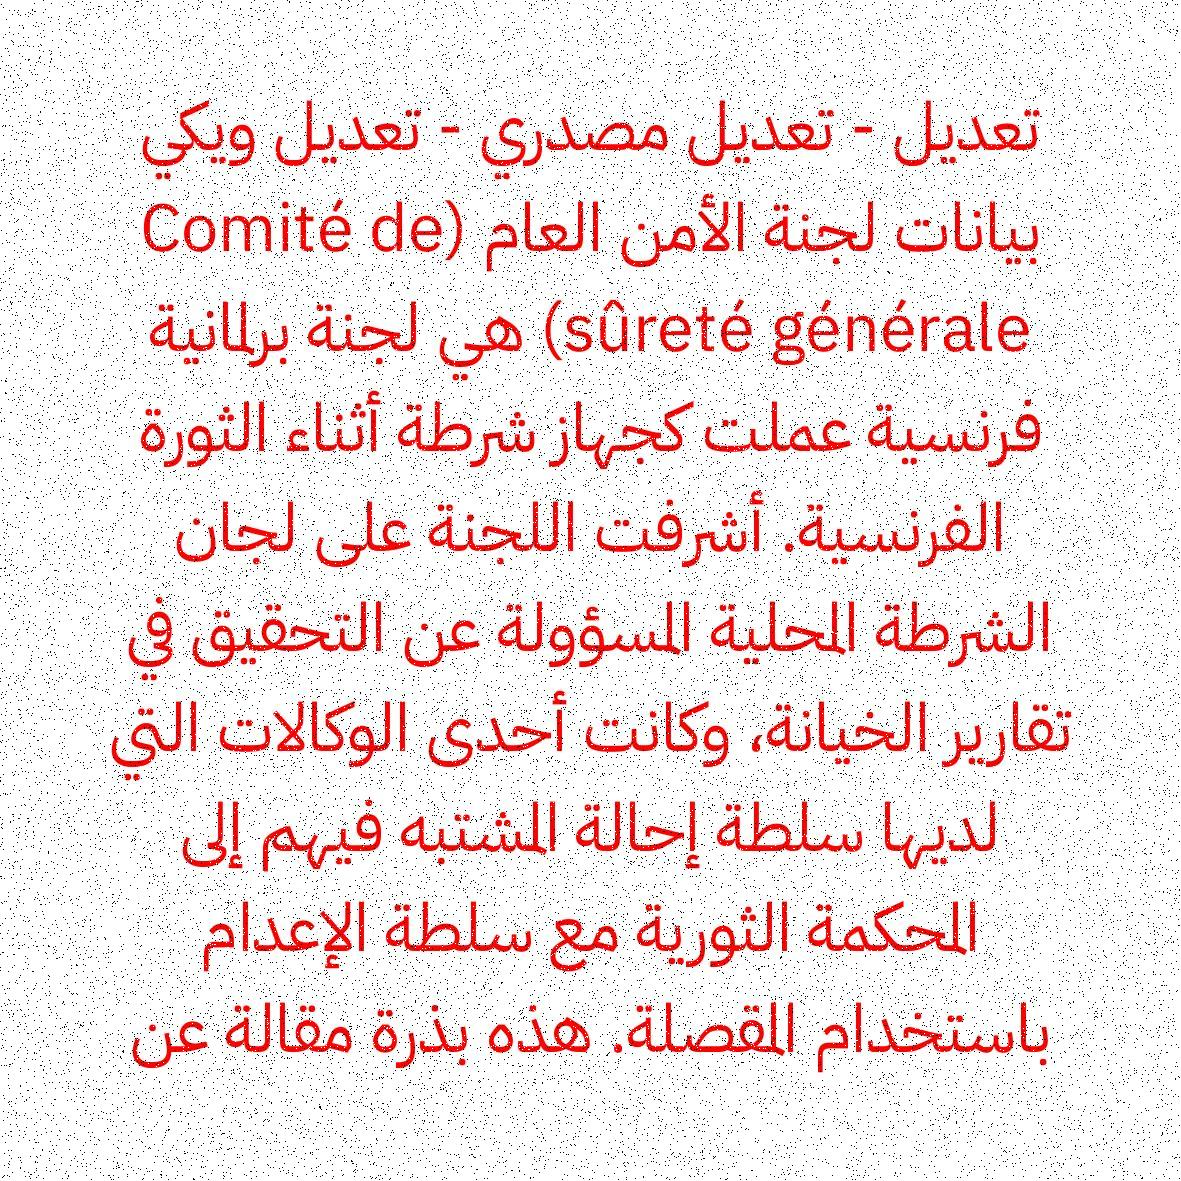 تعديل - تعديل مصدري - تعديل ويكي
بيانات لجنة الأمن العام (Comité de
sûreté générale) هي لجنة برلمانية
فرنسية عملت كجهاز شرطة أثناء الثورة
الفرنسية. أشرفت اللجنة على لجان
الشرطة المحلية المسؤولة عن التحقيق في
تقارير الخيانة، وكانت أحدى الوكالات التي
لديها سلطة إحالة المشتبه فيهم إلى
المحكمة الثورية مع سلطة الإعدام
باستخدام المقصلة. هذه بذرة مقالة عن